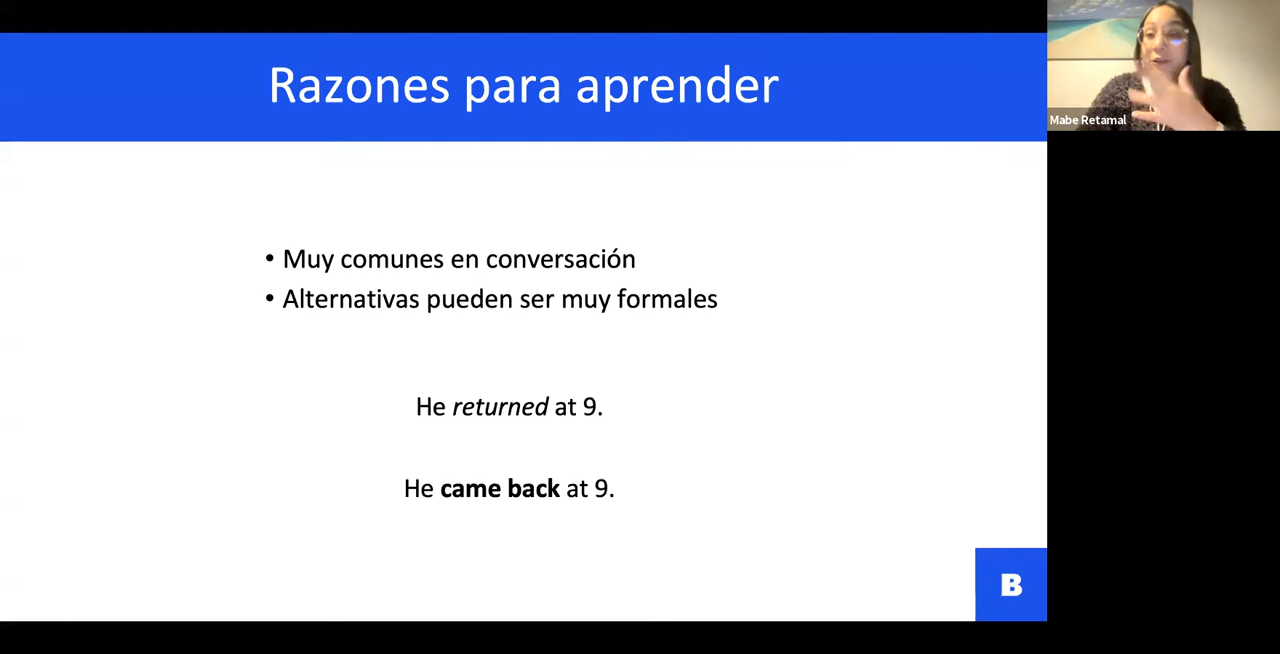 Razones para aprender
Mabe Retamal
• Muy comunes en conversación
• Alternativas pueden ser muy formales
He returned at 9.
He came back at 9.
B